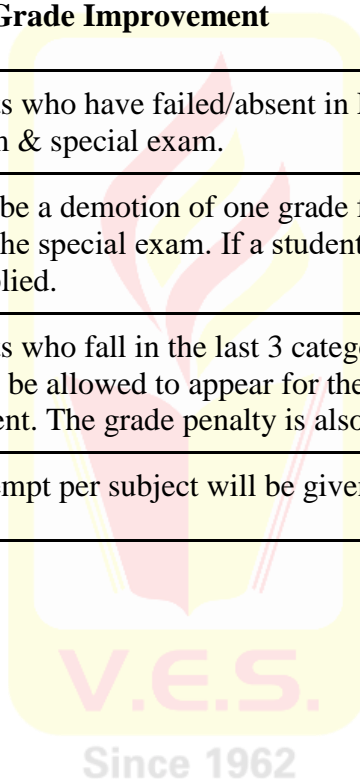 Grade Improvement
s who have failed/absent in
n & special exam.
be a demotion of one grade
he special exam. If a student
lied.
s who fall in the last 3 categ
be allowed to appear for the
ent. The grade penalty is also
empt per subject will be given
V.E.S.
Since 1962